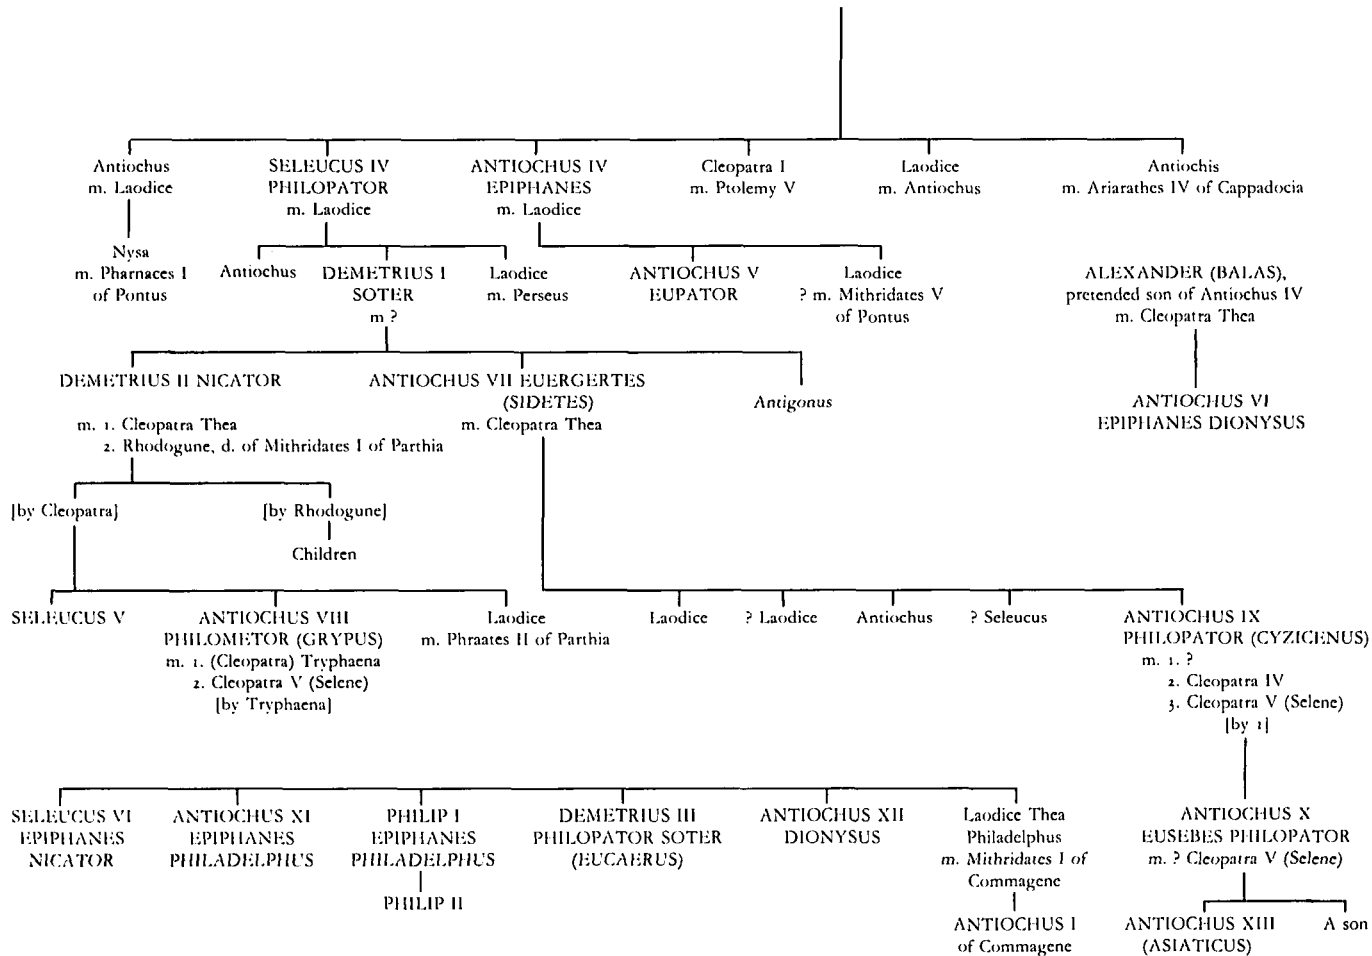 Antiochus
m. Laodice
SELEUCUS IV
PHILOPATOR
m. Laodice
ANTIOCHUS IV
EPIPHANES
m. Laodice
Cleopatra I
m. Ptolemy V
Laodice
m. Antiochus
Antiochis
m. Ariarathes IV of Cappadocia
Nysa
m. Pharnaces I
of Pontus
Antiochus
DEMETRIUS I
SOTER
m ?
Laodice
m. Perseus
ANTIOCHUS V
EUPATOR
Laodice
? m. Mithridates V
of Pontus
ALEXANDER (BALAS),
pretended son of Antiochus IV
m. Cleopatra Thea
DEMETRIUS II NICATOR
m. 1. Cleopatra Thea
2. Rhodogune, d. of Mithridates I of Parthia
ANTIOCHUS VII EUERGERTES
(SIDETES)
m. Cleopatra Thea
Antigonus
ANTIOCHUS VI
EPIPHANES DIONYSUS
[by Cleopatra]
[by Rhodogune]
Children
SELEUCUS V
ANTIOCHUS VIII
PHILOMETOR (GRYPUS)
m. 1. (Cleopatra) Tryphaena
2. Cleopatra V (Selene)
[by Tryphaena]
Laodice
m. Phraates II of Parthia
Laodice
? Laodice
Antiochus
? Seleucus
ANTIOCHUS IX
PHILOPATOR (CYZICENUS)
m. 1. ?
2. Cleopatra IV
3. Cleopatra V (Selene)
[by 1]
SELEUCUS VI
EPIPHANES
NICATOR
ANTIOCHUS XI
EPIPHANES
PHILADELPHUS
PHILIP I
EPIPHANES
PHILADELPHUS
PHILIP II
DEMETRIUS III
PHILOPATOR SOTER
(EUCAERUS)
ANTIOCHUS XII
DIONYSUS
Laodice Thea
Philadelphus
m. Mithridates I of
Commagene
ANTIOCHUS I
of Commagene
ANTIOCHUS X
EUSEBES PHILOPATOR
m. ? Cleopatra V (Selene)
ANTIOCHUS XIII
(ASIATICUS)
A son